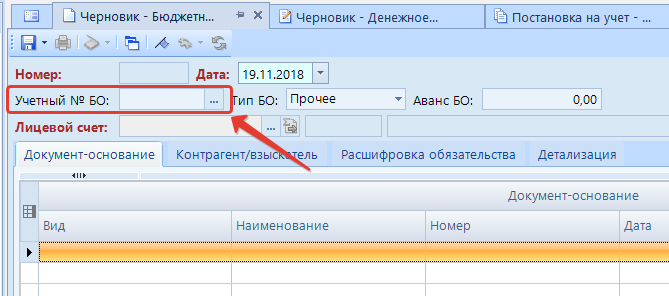 Черновик - Бюджетн... Черновик - Денежное... Постановка на учет - ...
Номер: Дата: 19.11.2018
Учетный № БО: ... Тип БО: Прочее Аванс БО: 0,00
Лицевой счет: ...
Документ-основание Контрагент/взыскатель Расшифровка обязательства Детализация
Документ-основание
Вид Наименование Номер Дата